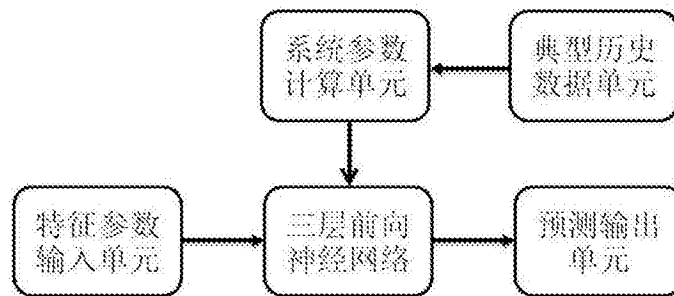 系统参数
计算单元
典型历史
数据单元
特征参数
输入单元
三层前向
神经网络
预测输出
单元